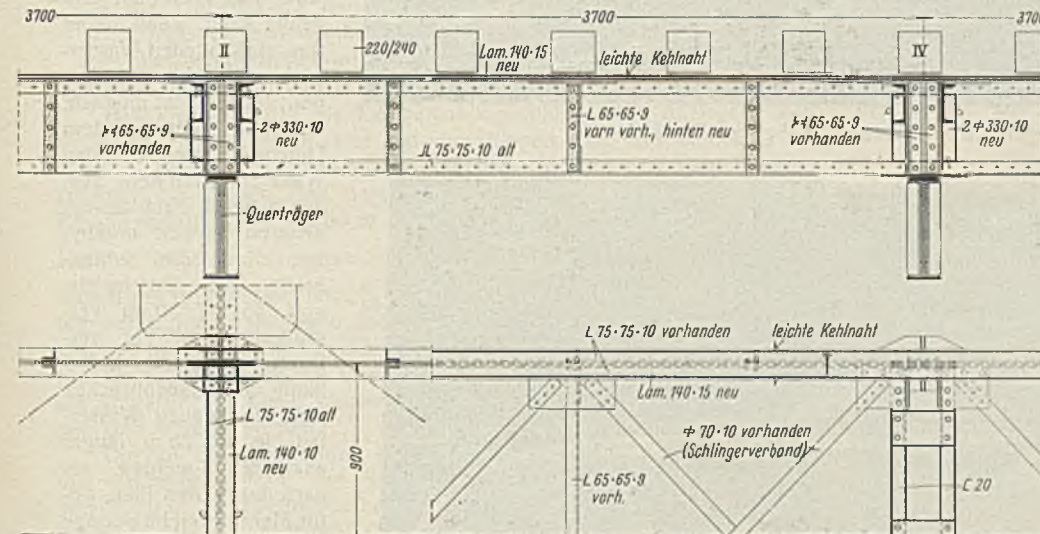 3700 3700 3700
II 220/240 Lam. 140·15 neu leichte Kehlnaht IV
65·65·9 vorhanden
2 330·10 neu
L 65·65·9 vorn vorh., hinten neu
65·65·9 vorhanden
2 330·10 neu
JL 75·75·10 alt
Querträger
L 75·75·10 vorhanden
leichte Kehlnaht
Lam. 140·15 neu
L 75·75·10 alt
Lam. 140·10 neu
900
70·10 vorhanden (Schlingerverband)
L 65·65·9 vorh.
C 20